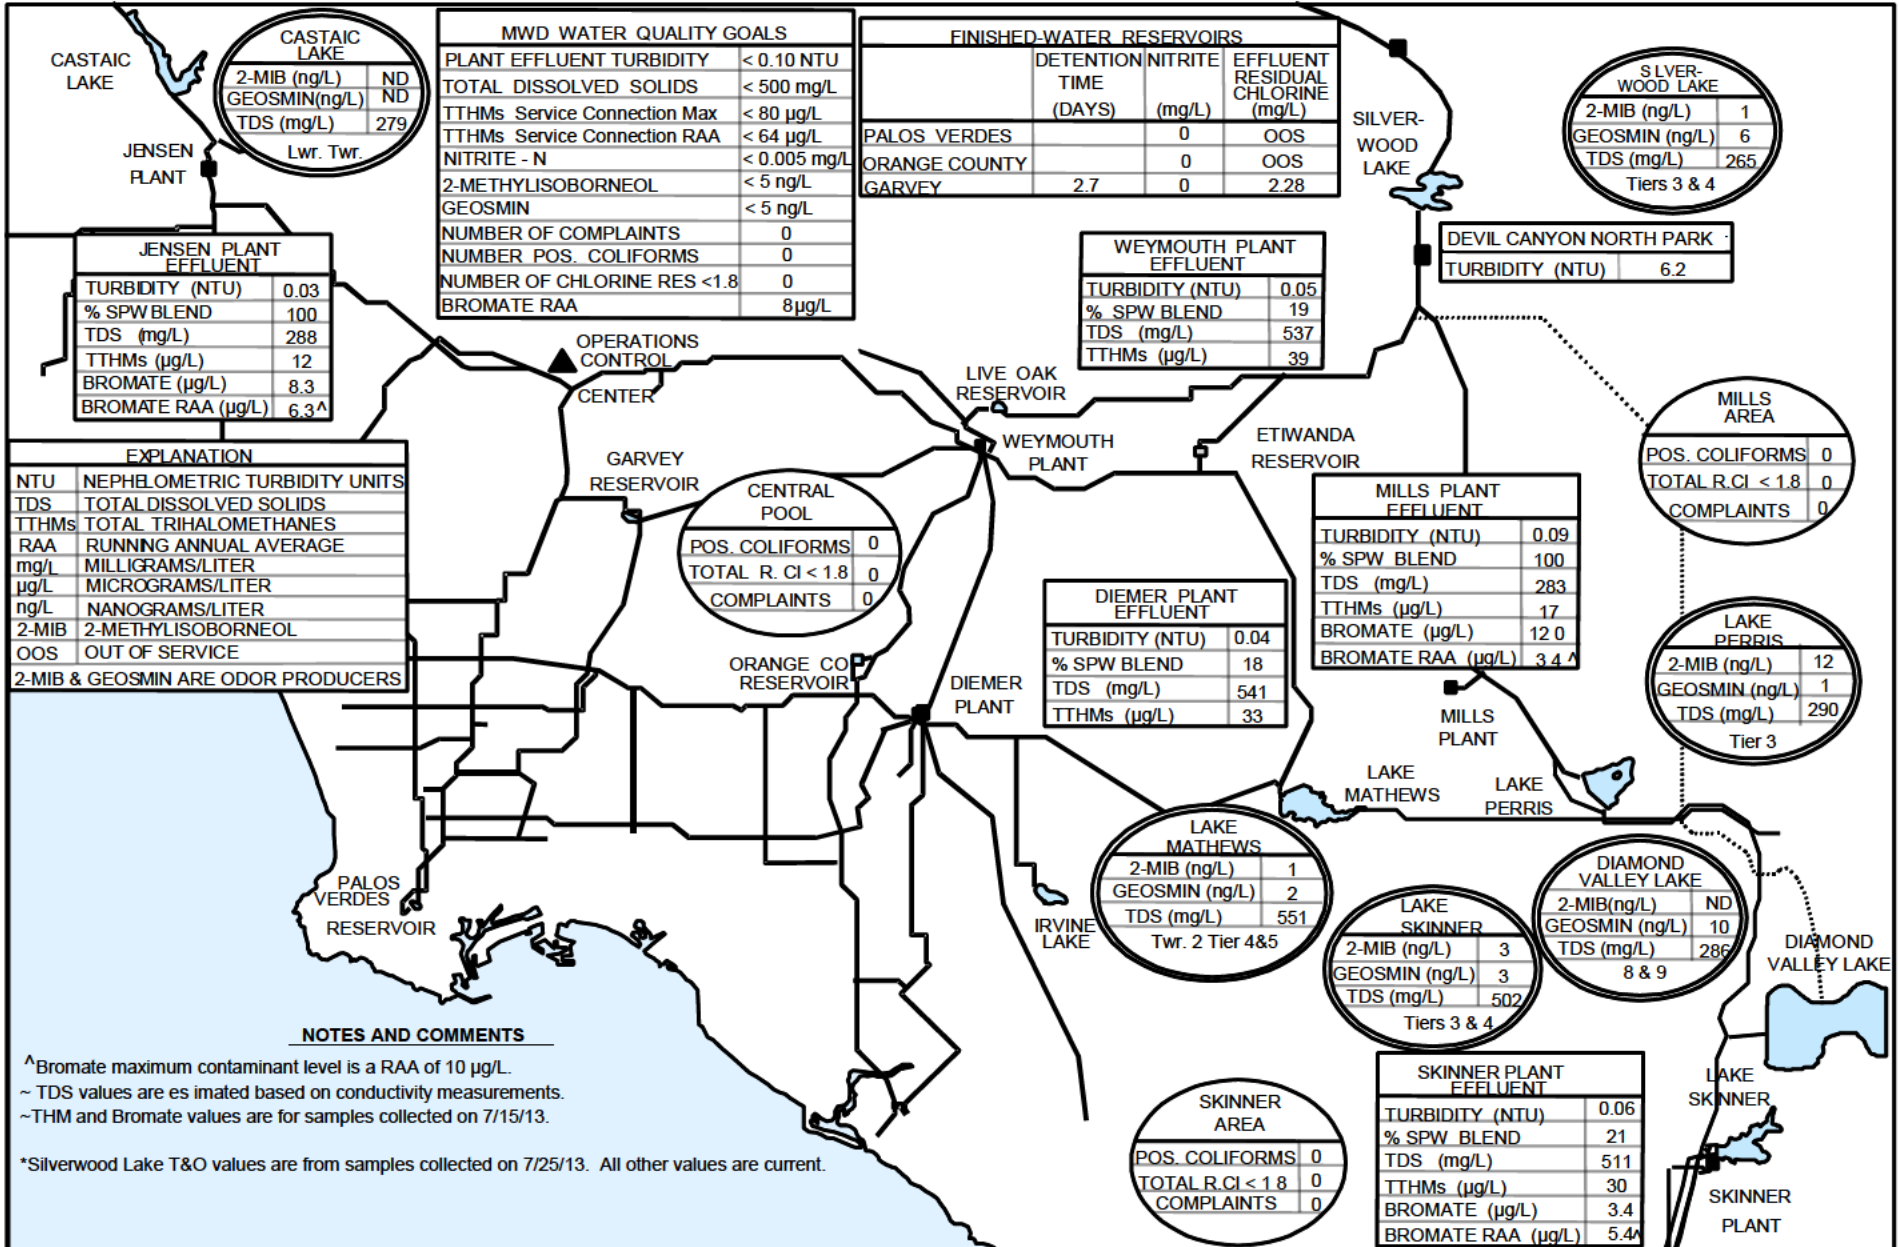 CASTAIC
LAKE
CASTAIC
LAKE
2-MIB (ng/L) ND
GEOSMIN(ng/L) ND
TDS (mg/L) 279
Lwr. Twr.
JENSEN
PLANT
MWD WATER QUALITY GOALS
PLANT EFFLUENT TURBIDITY < 0.10 NTU
TOTAL DISSOLVED SOLIDS < 500 mg/L
TTHMs Service Connection Max < 80 µg/L
TTHMs Service Connection RAA < 64 µg/L
NITRITE - N < 0.005 mg/L
2-METHYLISOBORNEOL < 5 ng/L
GEOSMIN < 5 ng/L
NUMBER OF COMPLAINTS 0
NUMBER POS. COLIFORMS 0
NUMBER OF CHLORINE RES <1.8 0
BROMATE RAA 8µg/L
FINISHED-WATER RESERVOIRS
DETENTION NITRITE EFFLUENT
TIME RESIDUAL
CHLORINE
(DAYS) (mg/L) (mg/L)
PALOS VERDES 0 OOS
ORANGE COUNTY 0 OOS
GARVEY 2.7 0 2.28
SILVER-
WOOD
LAKE
S LVER-
WOOD LAKE
2-MIB (ng/L) 1
GEOSMIN (ng/L) 6
TDS (mg/L) 265
Tiers 3 & 4
DEVIL CANYON NORTH PARK
TURBIDITY (NTU) 6.2
JENSEN PLANT
EFFLUENT
TURBIDITY (NTU) 0.03
% SPW BLEND 100
TDS (mg/L) 288
TTHMs (µg/L) 12
BROMATE (µg/L) 8.3
BROMATE RAA (µg/L) 6.3^
WEYMOUTH PLANT
EFFLUENT
TURBIDITY (NTU) 0.05
% SPW BLEND 19
TDS (mg/L) 537
TTHMs (µg/L) 39
OPERATIONS
CONTROL
CENTER
LIVE OAK
RESERVOIR
WEYMOUTH
PLANT
ETIWANDA
RESERVOIR
MILLS
AREA
POS. COLIFORMS 0
TOTAL R.CI < 1.8 0
COMPLAINTS 0
EXPLANATION
NTU NEPHELOMETRIC TURBIDITY UNITS
TDS TOTAL DISSOLVED SOLIDS
TTHMs TOTAL TRIHALOMETHANES
RAA RUNNING ANNUAL AVERAGE
mg/L MILLIGRAMS/LITER
µg/L MICROGRAMS/LITER
ng/L NANOGRAMS/LITER
2-MIB 2-METHYLISOBORNEOL
OOS OUT OF SERVICE
2-MIB & GEOSMIN ARE ODOR PRODUCERS
GARVEY
RESERVOIR
CENTRAL
POOL
POS. COLIFORMS 0
TOTAL R. CI < 1.8 0
COMPLAINTS 0
MILLS PLANT
EFFLUENT
TURBIDITY (NTU) 0.09
% SPW BLEND 100
TDS (mg/L) 283
TTHMs (µg/L) 17
BROMATE (µg/L) 12 0
BROMATE RAA (µg/L) 3 4 ^
DIEMER PLANT
EFFLUENT
TURBIDITY (NTU) 0.04
% SPW BLEND 18
TDS (mg/L) 541
TTHMs (µg/L) 33
LAKE
PERRIS
2-MIB (ng/L) 12
GEOSMIN (ng/L) 1
TDS (mg/L) 290
Tier 3
ORANGE CO
RESERVOIR
DIEMER
PLANT
MILLS
PLANT
LAKE
MATHEWS
LAKE
PERRIS
LAKE
MATHEWS
2-MIB (ng/L) 1
GEOSMIN (ng/L) 2
TDS (mg/L) 551
Twr. 2 Tier 4&5
DIAMOND
VALLEY LAKE
2-MIB(ng/L) ND
GEOSMIN (ng/L) 10
TDS (mg/L) 286
8 & 9
PALOS
VERDES
RESERVOIR
IRVINE
LAKE
LAKE
SKINNER
2-MIB (ng/L) 3
GEOSMIN (ng/L) 3
TDS (mg/L) 502
Tiers 3 & 4
DIAMOND
VALLEY LAKE
NOTES AND COMMENTS
^Bromate maximum contaminant level is a RAA of 10 µg/L.
~ TDS values are es imated based on conductivity measurements.
~THM and Bromate values are for samples collected on 7/15/13.
*Silverwood Lake T&O values are from samples collected on 7/25/13. All other values are current.
SKINNER
AREA
POS. COLIFORMS 0
TOTAL R.CI < 1 8 0
COMPLAINTS 0
SKINNER PLANT
EFFLUENT
TURBIDITY (NTU) 0.06
% SPW BLEND 21
TDS (mg/L) 511
TTHMs (µg/L) 30
BROMATE (µg/L) 3.4
BROMATE RAA (µg/L) 5.4^
LAKE
SKINNER
SKINNER
PLANT